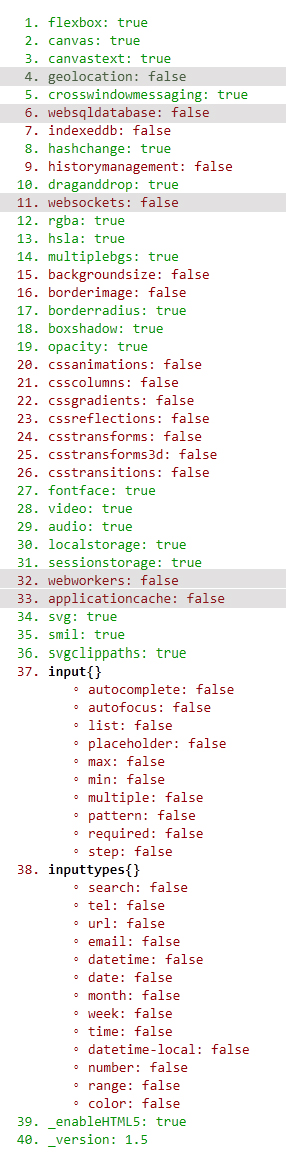 1. flexbox: true
2. canvas: true
3. canvastext: true
4. geolocation: false
5. crosswindowmessaging: true
6. websqldatabase: false
7. indexeddb: false
8. hashchange: true
9. historymanagement: false
10. draganddrop: true
11. websockets: false
12. rgba: true
13. hsla: true
14. multiplebgs: true
15. backgroundsize: false
16. borderimage: false
17. borderradius: true
18. boxshadow: true
19. opacity: true
20. cssanimations: false
21. csscolumns: false
22. cssgradients: false
23. cssreflections: false
24. csstransforms: false
25. csstransforms3d: false
26. csstransitions: false
27. fontface: true
28. video: true
29. audio: true
30. localstorage: true
31. sessionstorage: true
32. webworkers: false
33. applicationcache: false
34. svg: true
35. smil: true
36. svgclippaths: true
37. input{}
◦ autocomplete: false
◦ autofocus: false
◦ list: false
◦ placeholder: false
◦ max: false
◦ min: false
◦ multiple: false
◦ pattern: false
◦ required: false
◦ step: false
38. inputtypes{}
◦ search: false
◦ tel: false
◦ url: false
◦ email: false
◦ datetime: false
◦ date: false
◦ month: false
◦ week: false
◦ time: false
◦ datetime-local: false
◦ number: false
◦ range: false
◦ color: false
39. _enableHTML5: true
40. _version: 1.5